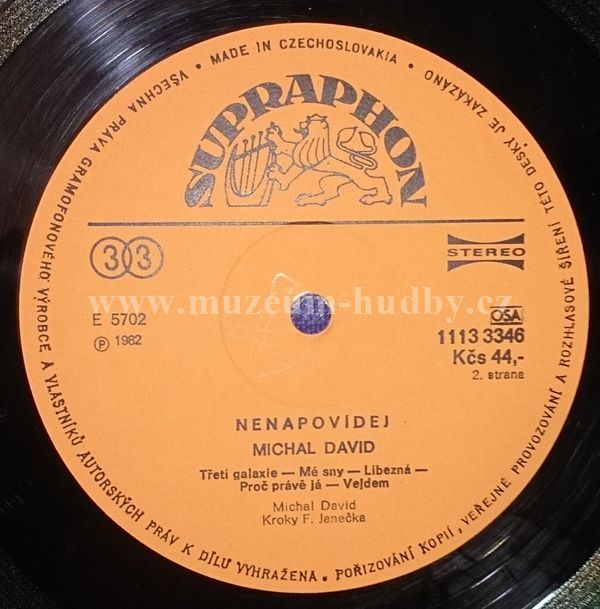 VŠECHNA PRÁVA GRAMOFONOVÉHO VÝROBCE A VLASTNÍKŮ AUTORSKÝCH PRÁV K DÍLU VYHRAŽENA • POŘIZOVÁNÍ KOPIÍ, VEŘEJNÉ PROVOZOVÁNÍ A ROZHLASOVÉ ŠÍŘENÍ TÉTO DESKY JE ZAKÁZÁNO • MADE IN CZECHOSLOVAKIA •
SUPRAPHON
33
STEREO
www.muzeum-hudby.cz
E 5702
OSA
Ⓟ 1982
1113 3346
Kčs 44,-
2. strana
NENAPOVÍDEJ
MICHAL DAVID
Třetí galaxie — Mé sny — Líbezná —
Proč právě já — Vejdem
Michal David
Kroky F. Janečka